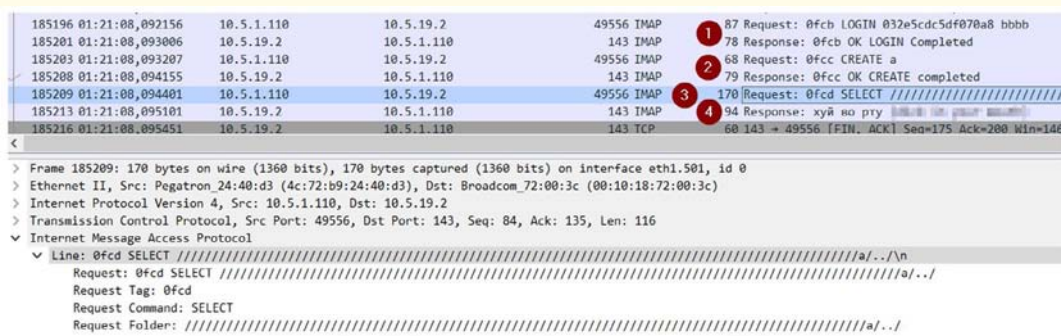 185196 01:21:08,092156 10.5.1.110 10.5.19.2 49556 IMAP 87 Request: 0fcb LOGIN 032e5cdc5df070a8 bbbb
1
185201 01:21:08,093006 10.5.19.2 10.5.1.110 143 IMAP 78 Response: 0fcb OK LOGIN Completed
185203 01:21:08,093207 10.5.1.110 10.5.19.2 49556 IMAP 68 Request: 0fcc CREATE a
2
185208 01:21:08,094155 10.5.19.2 10.5.1.110 143 IMAP 79 Response: 0fcc OK CREATE completed
185209 01:21:08,094401 10.5.1.110 10.5.19.2 49556 IMAP 3 170 Request: 0fcd SELECT /////////////////////////
185213 01:21:08,095101 10.5.19.2 10.5.1.110 143 IMAP 4 94 Response: хуй во рту
185216 01:21:08,095451 10.5.19.2 10.5.1.110 143 TCP 60 143 → 49556 [FIN, ACK] Seq=175 Ack=200 Win=146
<
> Frame 185209: 170 bytes on wire (1360 bits), 170 bytes captured (1360 bits) on interface eth1.501, id 0
> Ethernet II, Src: Pegatron_24:40:d3 (4c:72:b9:24:40:d3), Dst: Broadcom_72:00:3c (00:10:18:72:00:3c)
> Internet Protocol Version 4, Src: 10.5.1.110, Dst: 10.5.19.2
> Transmission Control Protocol, Src Port: 49556, Dst Port: 143, Seq: 84, Ack: 135, Len: 116
∨ Internet Message Access Protocol
∨ Line: 0fcd SELECT //////////////////////////////////////////////////////////////////////////////////////////////////a/../\n
Request: 0fcd SELECT //////////////////////////////////////////////////////////////////////////////////////////////////a/../
Request Tag: 0fcd
Request Command: SELECT
Request Folder: //////////////////////////////////////////////////////////////////////////////////////////////////a/../